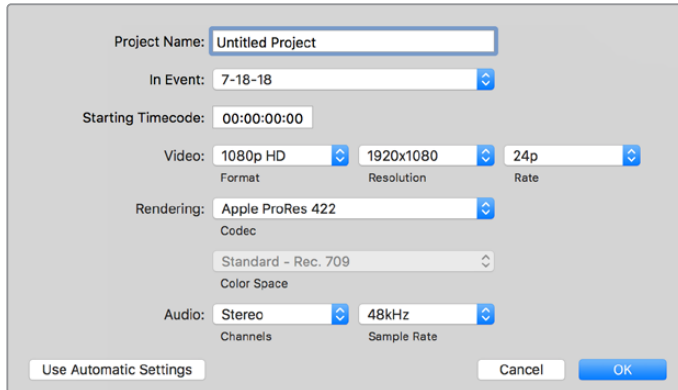 Project Name: Untitled Project
In Event: 7-18-18
Starting Timecode: 00:00:00:00
Video: 1080p HD 1920x1080 24p
Format Resolution Rate
Rendering: Apple ProRes 422
Codec
Standard - Rec. 709
Color Space
Audio: Stereo 48kHz
Channels Sample Rate
Use Automatic Settings Cancel OK